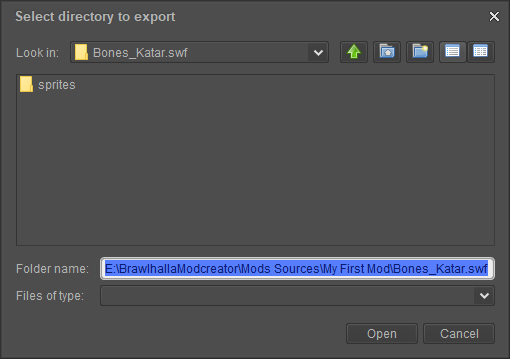 Select directory to export
Look in: Bones_Katar.swf
sprites
Folder name: E:\BrawlhallaModcreator\Mods Sources\My First Mod\Bones_Katar.swf
Files of type:
Open Cancel